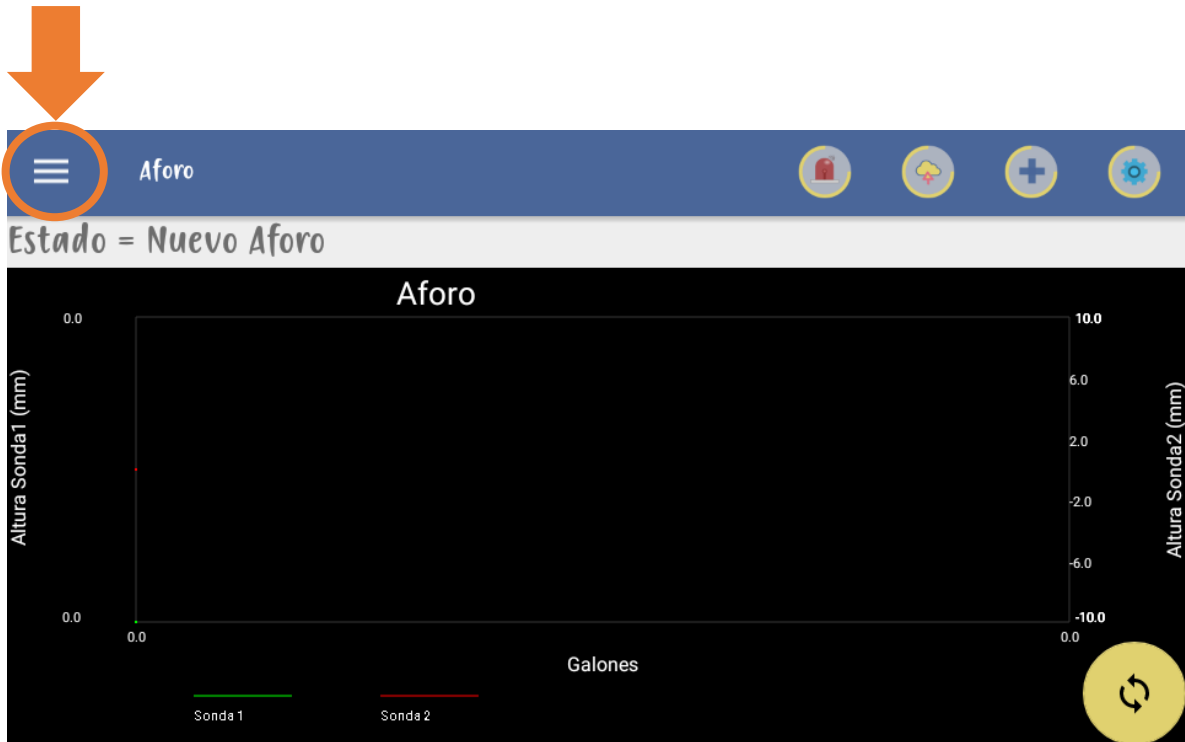 Aforo
Estado = Nuevo Aforo
Aforo
0.0
10.0
6.0
2.0
-2.0
-6.0
-10.0
0.0
Altura Sonda1 (mm)
Altura Sonda2 (mm)
0.0
0.0
Galones
Sonda 1
Sonda 2